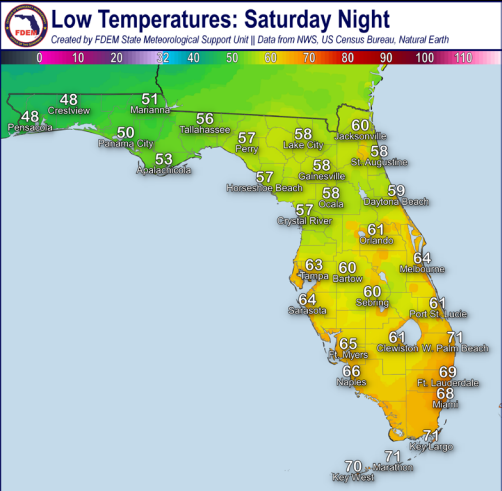 FDEM
Low Temperatures: Saturday Night
Created by FDEM State Meteorological Support Unit || Data from NWS, US Census Bureau, Natural Earth
0 10 20 32 40 50 60 70 80 90 100 110
48
Crestview
51
Marianna
48
Pensacola
56
Tallahassee
60
Jacksonville
50
Panama City
57
Perry
58
Lake City
58
St. Augustine
53
Apalachicola
58
Gainesville
57
Horseshoe Beach
58
Ocala
59
Daytona Beach
57
Crystal River
61
Orlando
63
Tampa
60
Bartow
64
Melbourne
64
Sarasota
60
Sebring
61
Port St. Lucie
65
Ft. Myers
61
Clewiston
71
W. Palm Beach
66
Naples
69
Ft. Lauderdale
68
Miami
71
Key Largo
71
Marathon
70
Key West